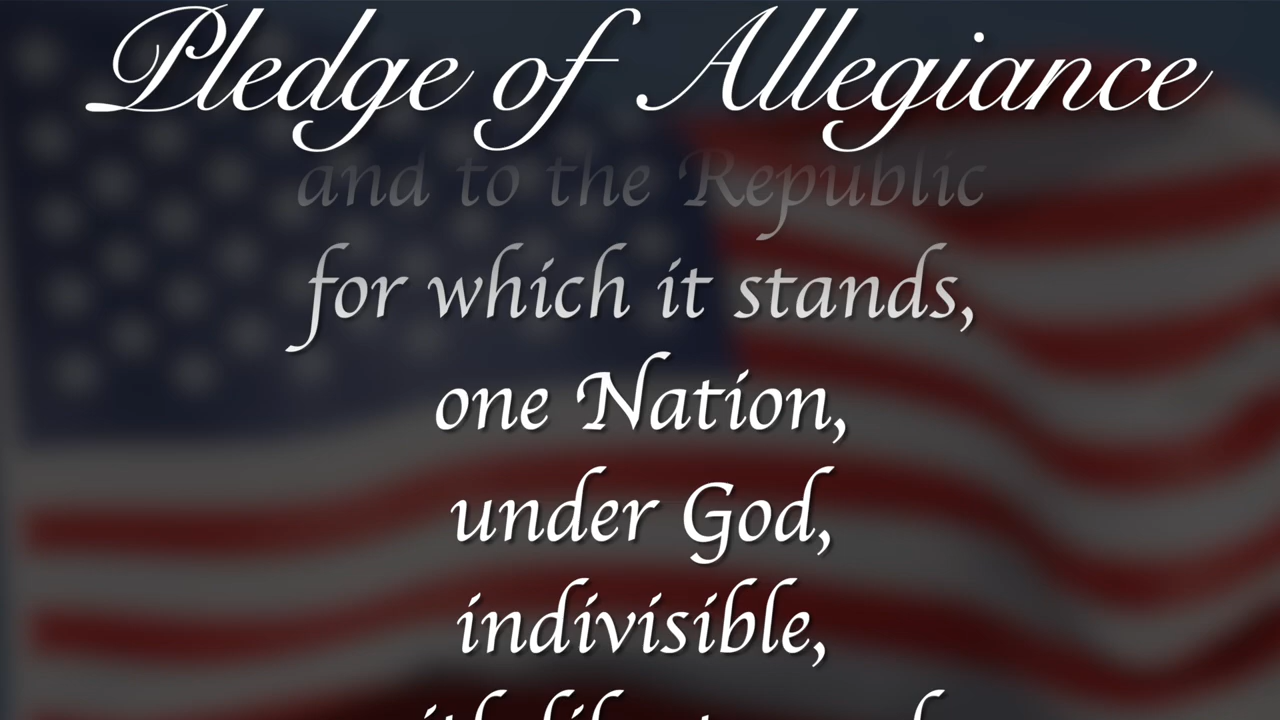 Pledge of Allegiance
and to the Republic
for which it stands,
one Nation,
under God,
indivisible,